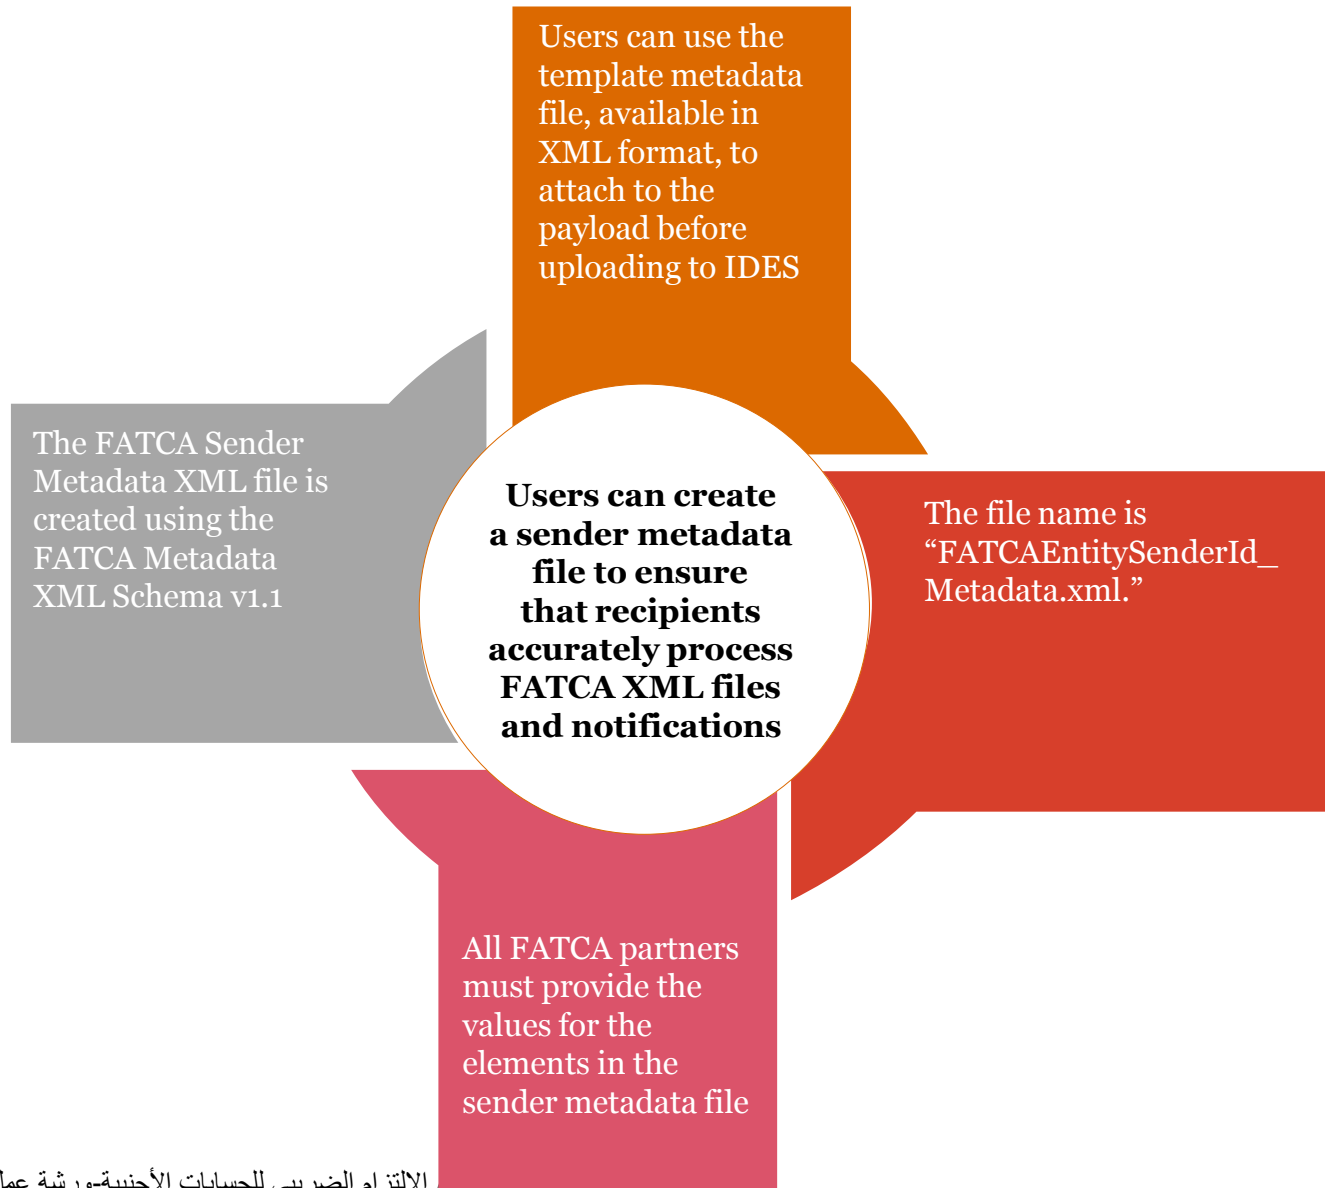 Users can use the
template metadata
file, available in
XML format, to
attach to the
payload before
uploading to IDES
The FATCA Sender
Metadata XML file is
created using the
FATCA Metadata
XML Schema v1.1
Users can create
a sender metadata
file to ensure
that recipients
accurately process
FATCA XML files
and notifications
The file name is
“FATCAEntitySenderId_
Metadata.xml.”
All FATCA partners
must provide the
values for the
elements in the
sender metadata file
الالتزام الضريبي للحسابات الأجنبية-ورشة عمل